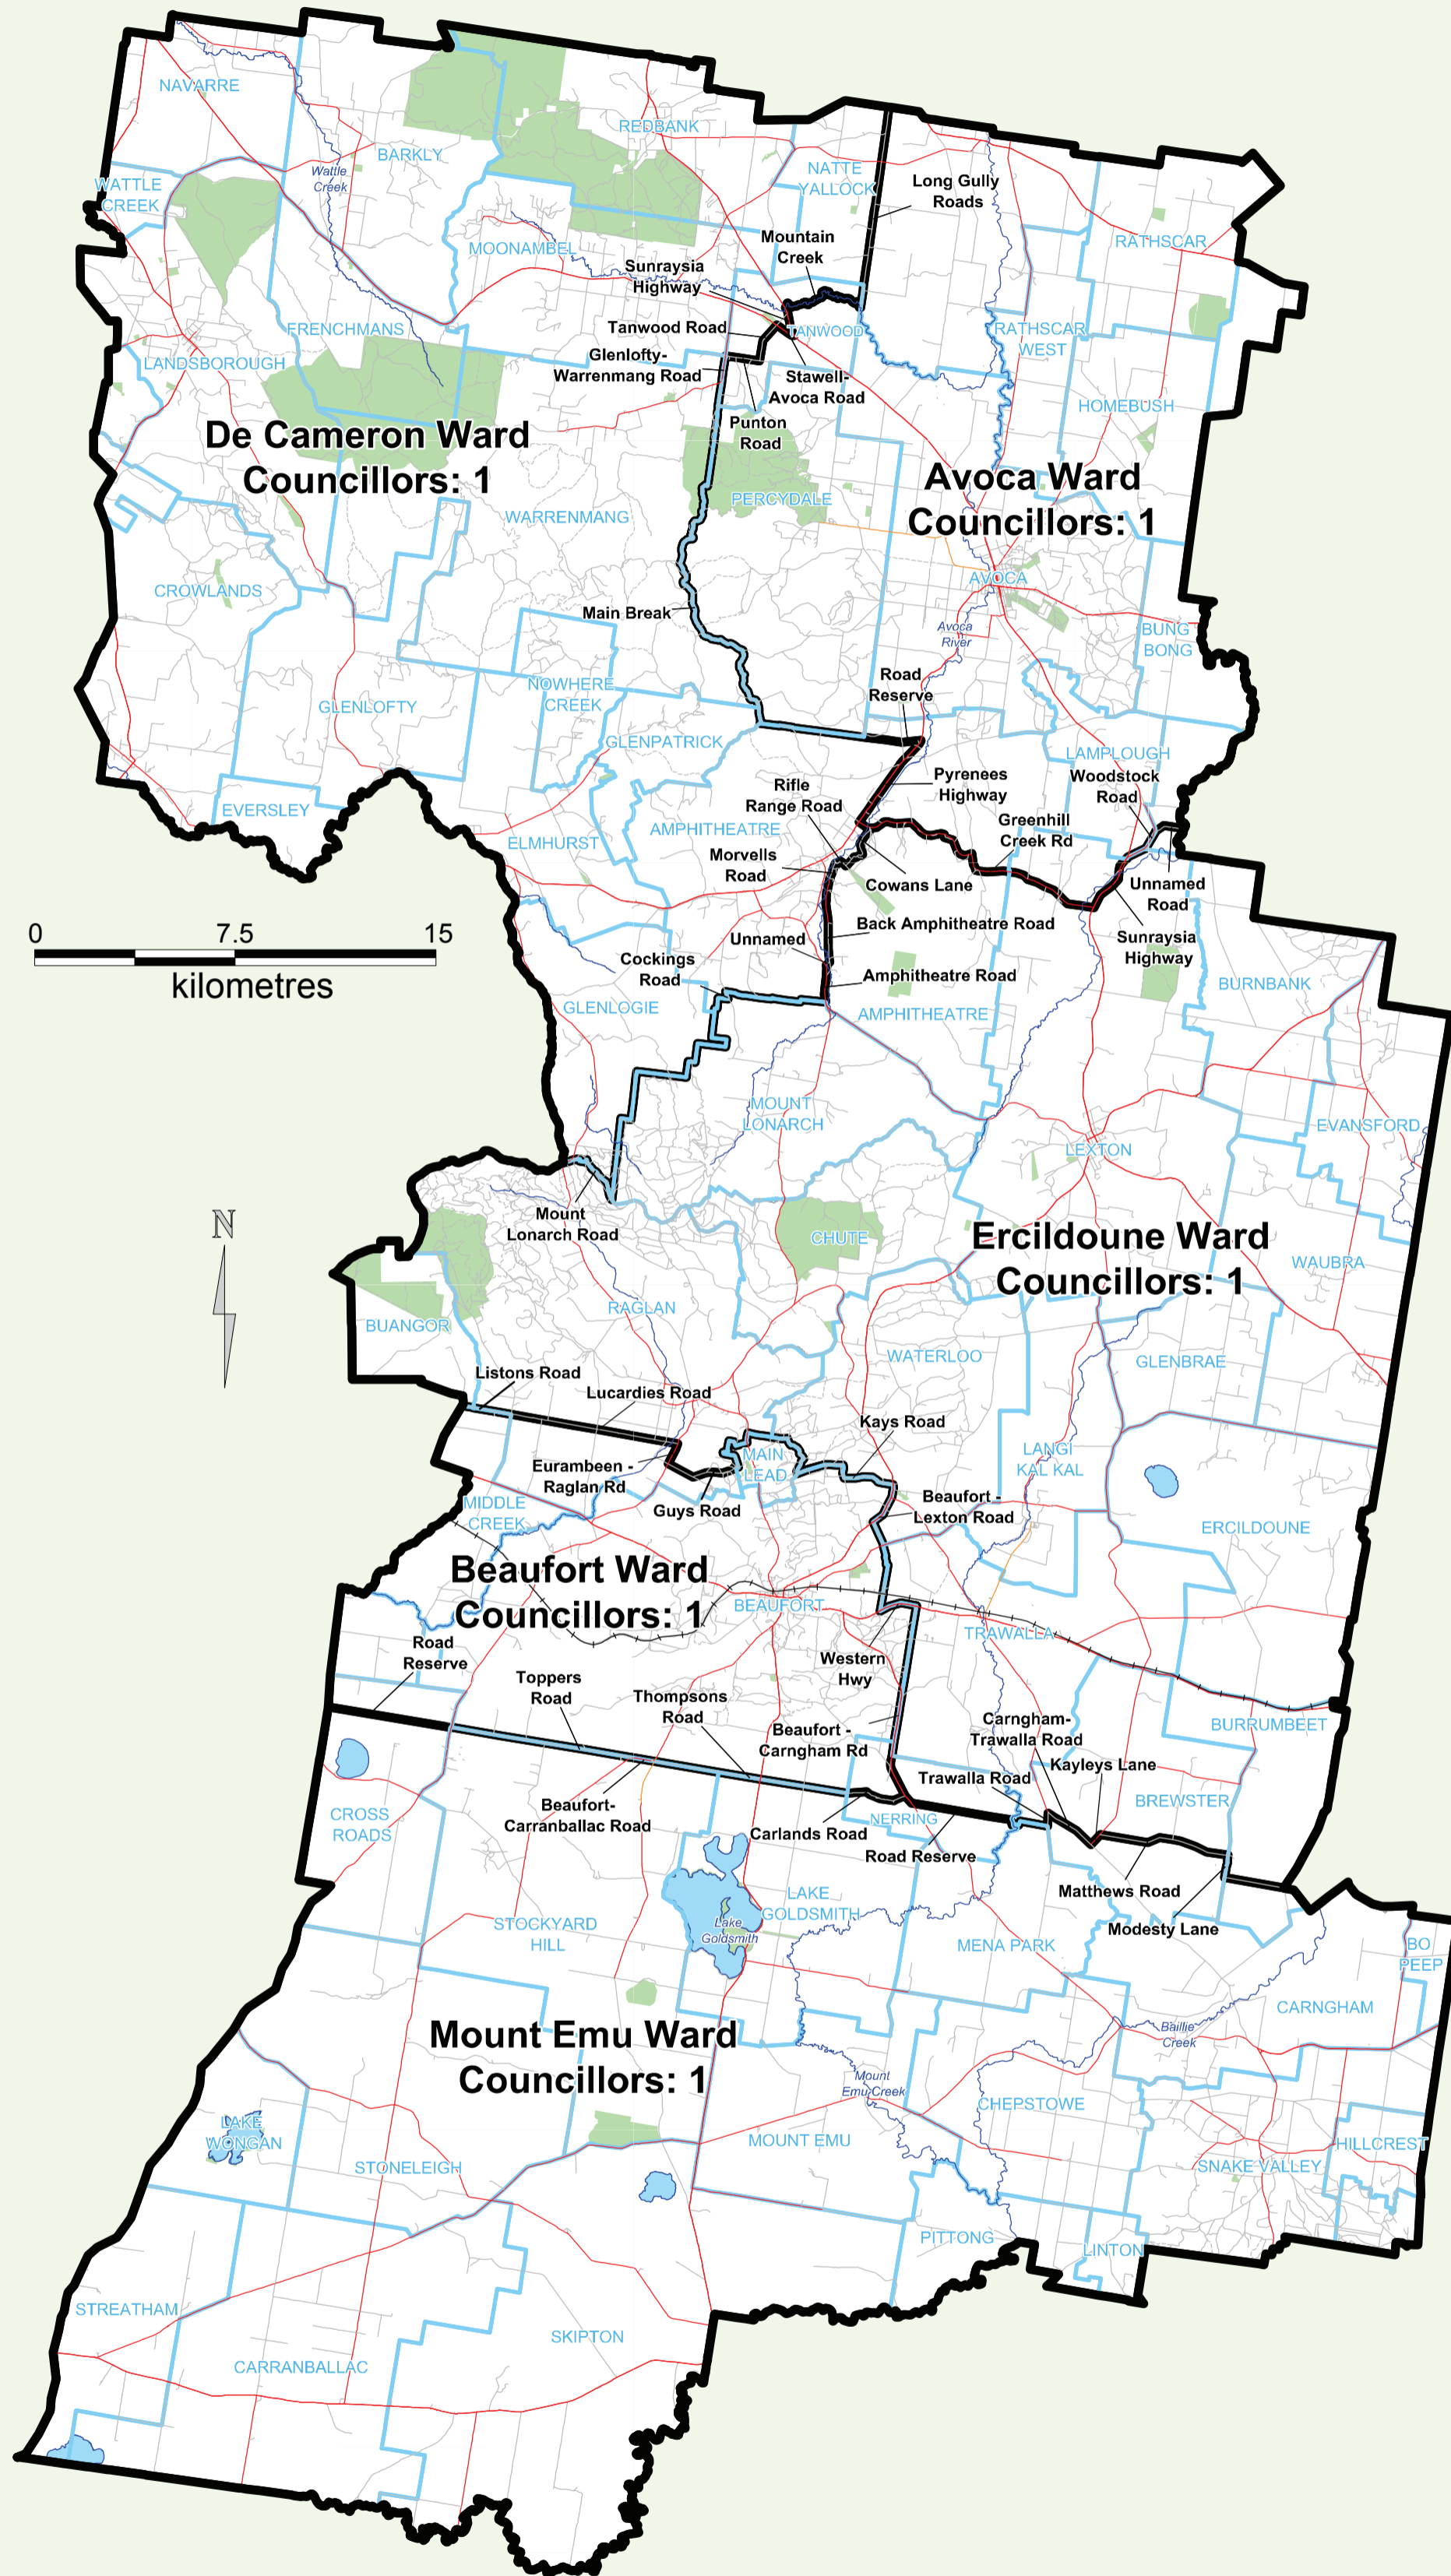 NAVARRE
REDBANK
BARKLY
Wattle
Creek
WATTLE
CREEK
NATTE
YALLOCK
Long Gully
Roads
RATHSCAR
MOONAMBEL
Mountain
Creek
Sunraysia
Highway
Tanwood Road
TANWOOD
FRENCHMANS
RATHSCAR
WEST
LANDSBOROUGH
Glenlofty-
Warrenmang Road
Stawell-
Avoca Road
HOMEBUSH
Punton
Road
De Cameron Ward
Councillors: 1
Avoca Ward
Councillors: 1
PERCYDALE
WARRENMANG
CROWLANDS
AVOCA
Main Break
Avoca
River
BUNG
BONG
NOWHERE
CREEK
Road
Reserve
GLENLOFTY
GLENPATRICK
LAMPLOUGH
Woodstock
Road
Pyrenees
Highway
Rifle
Range Road
EVERSLEY
AMPHITHEATRE
Greenhill
Creek Rd
ELMHURST
Morvells
Road
Cowans Lane
Unnamed
Road
Back Amphitheatre Road
0 7.5 15
kilometres
Unnamed
Sunraysia
Highway
Cockings
Road
Amphitheatre Road
BURNBANK
GLENLOGIE
AMPHITHEATRE
MOUNT
LONARCH
EVANSFORD
LEXTON
N
Mount
Lonarch Road
CHUTE
Ercildoune Ward
Councillors: 1
WAUBRA
RAGLAN
BUANGOR
WATERLOO
GLENBRAE
Listons Road
Lucardies Road
Kays Road
MAIN
LEAD
LANGI
KAL KAL
Eurambeen -
Raglan Rd
MIDDLE
CREEK
Guys Road
Beaufort -
Lexton Road
ERCILDOUNE
Beaufort Ward
Councillors: 1
BEAUFORT
TRAWALLA
Road
Reserve
Western
Hwy
Toppers
Road
Thompsons
Road
Beaufort -
Carngham Rd
Carngham-
Trawalla Road
BURRUMBEET
Kayleys Lane
Trawalla Road
BREWSTER
CROSS
ROADS
Beaufort-
Carranballac Road
Carlands Road
NERRING
Road Reserve
Matthews Road
Modesty Lane
LAKE
GOLDSMITH
Lake
Goldsmith
STOCKYARD
HILL
MENA PARK
BO
PEEP
CARNGHAM
Mount Emu Ward
Councillors: 1
Baillie
Creek
Mount
Emu Creek
CHEPSTOWE
LAKE
WONGAN
MOUNT EMU
HILLCREST
STONELEIGH
SNAKE VALLEY
PITTONG
LINTON
STREATHAM
SKIPTON
CARRANBALLAC